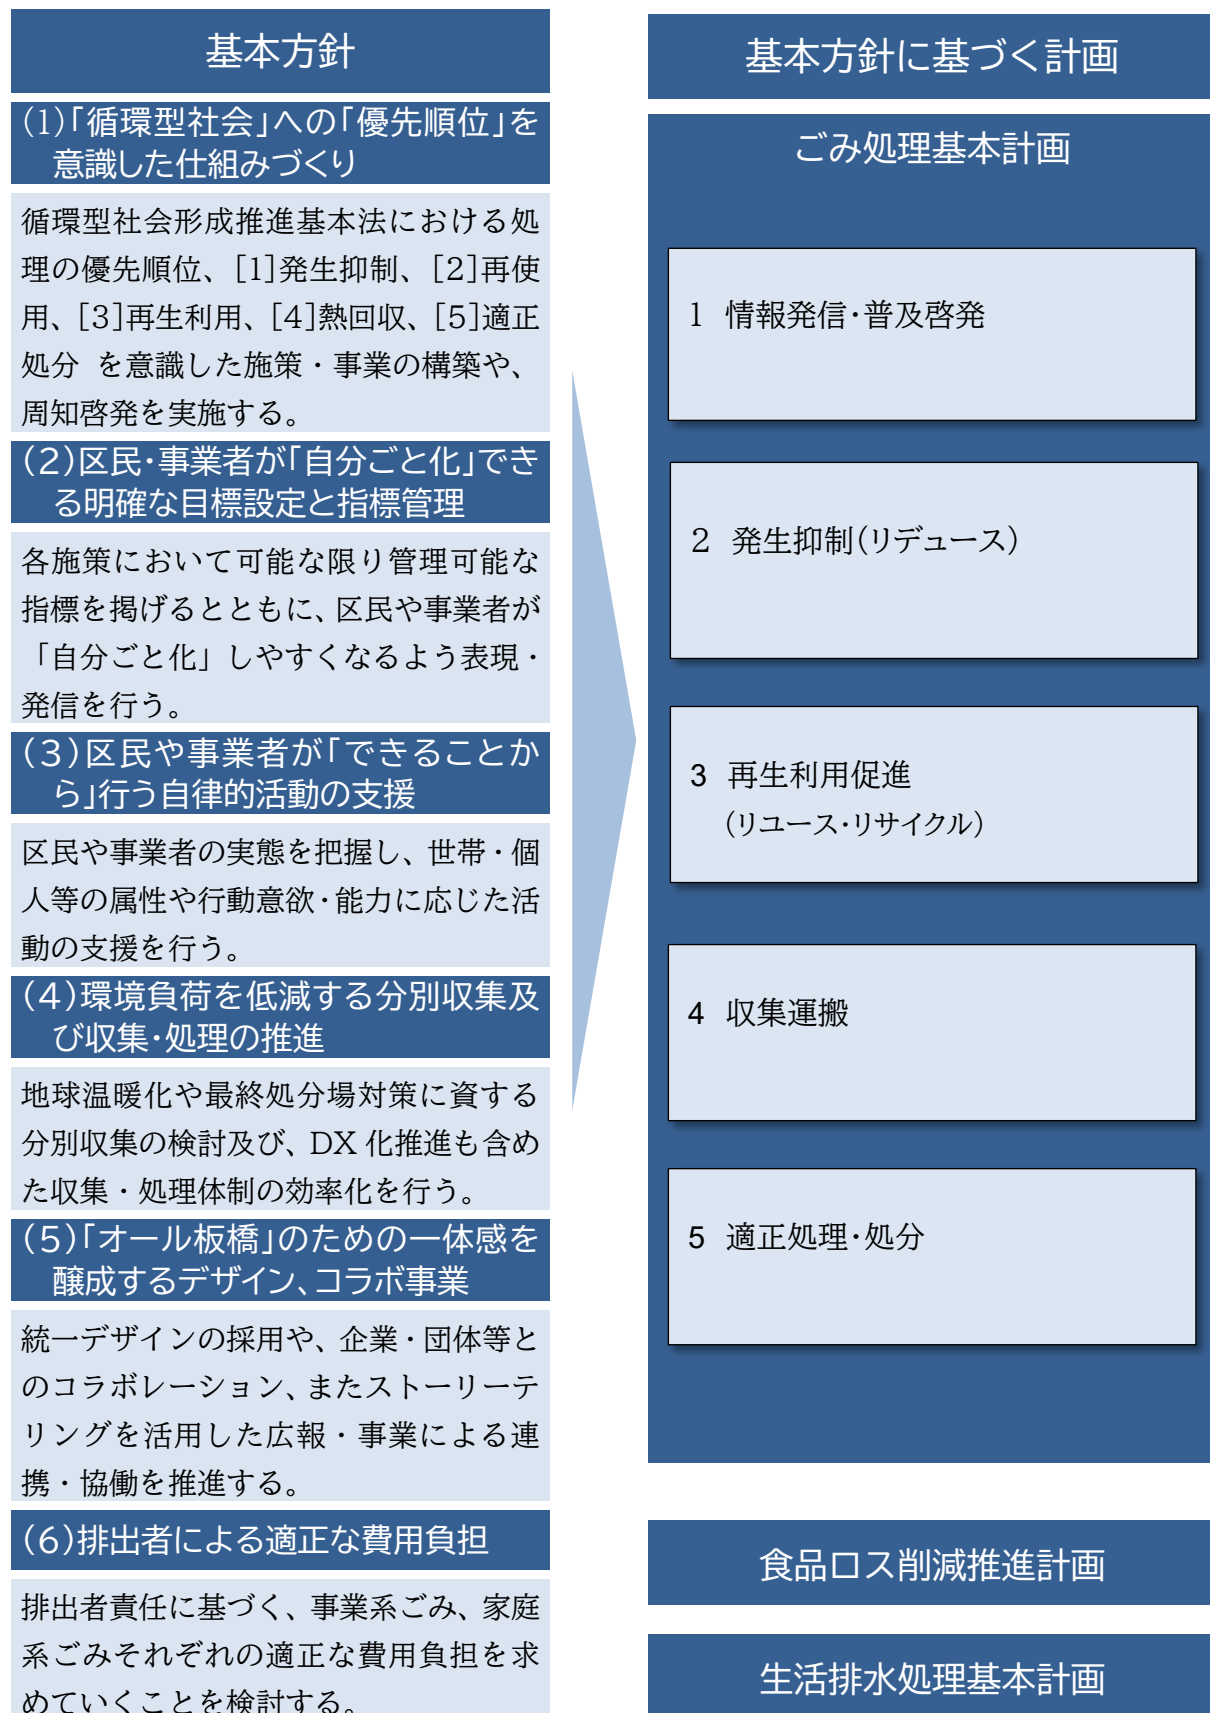 基本方針
(1)「循環型社会」への「優先順位」を
意識した仕組みづくり
循環型社会形成推進基本法における処
理の優先順位、[1]発生抑制、[2]再使
用、[3]再生利用、[4]熱回収、[5]適正
処分 を意識した施策・事業の構築や、
周知啓発を実施する。
(2)区民・事業者が「自分ごと化」でき
る明確な目標設定と指標管理
各施策において可能な限り管理可能な
指標を掲げるとともに、区民や事業者が
「自分ごと化」しやすくなるよう表現・
発信を行う。
(3)区民や事業者が「できることか
ら」行う自律的活動の支援
区民や事業者の実態を把握し、世帯・個
人等の属性や行動意欲・能力に応じた活
動の支援を行う。
(4)環境負荷を低減する分別収集及
び収集・処理の推進
地球温暖化や最終処分場対策に資する
分別収集の検討及び、DX 化推進も含め
た収集・処理体制の効率化を行う。
(5)「オール板橋」のための一体感を
醸成するデザイン、コラボ事業
統一デザインの採用や、企業・団体等と
のコラボレーション、またストーリーテ
リングを活用した広報・事業による連
携・協働を推進する。
(6)排出者による適正な費用負担
排出者責任に基づく、事業系ごみ、家庭
系ごみそれぞれの適正な費用負担を求
めていくことを検討する。
基本方針に基づく計画
ごみ処理基本計画
1 情報発信・普及啓発
2 発生抑制(リデュース)
3 再生利用促進
(リユース・リサイクル)
4 収集運搬
5 適正処理・処分
食品ロス削減推進計画
生活排水処理基本計画